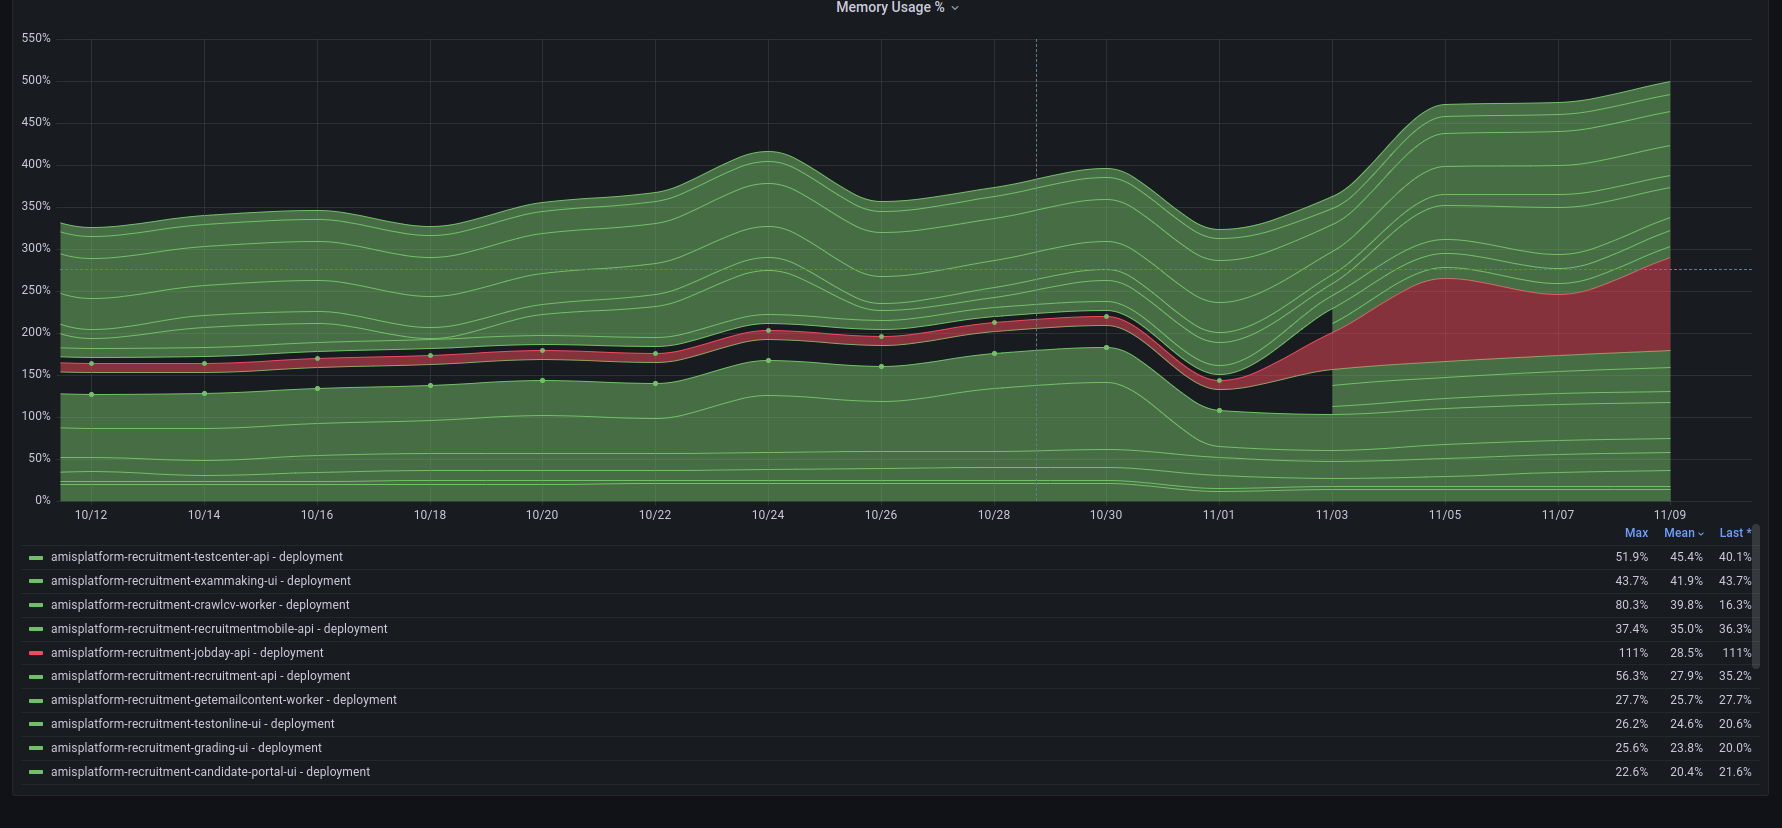 Memory Usage %
550%
500%
450%
400%
350%
300%
250%
200%
150%
100%
50%
0%
10/12 10/14 10/16 10/18 10/20 10/22 10/24 10/26 10/28 10/30 11/01 11/03 11/05 11/07 11/09
Max Mean Last *
amisplatform-recruitment-testcenter-api - deployment 51.9% 45.4% 40.1%
amisplatform-recruitment-exammaking-ui - deployment 43.7% 41.9% 43.7%
amisplatform-recruitment-crawlcv-worker - deployment 80.3% 39.8% 16.3%
amisplatform-recruitment-recruitmentmobile-api - deployment 37.4% 35.0% 36.3%
amisplatform-recruitment-jobday-api - deployment 111% 28.5% 111%
amisplatform-recruitment-recruitment-api - deployment 56.3% 27.9% 35.2%
amisplatform-recruitment-getemailcontent-worker - deployment 27.7% 25.7% 27.7%
amisplatform-recruitment-testonline-ui - deployment 26.2% 24.6% 20.6%
amisplatform-recruitment-grading-ui - deployment 25.6% 23.8% 20.0%
amisplatform-recruitment-candidate-portal-ui - deployment 22.6% 20.4% 21.6%